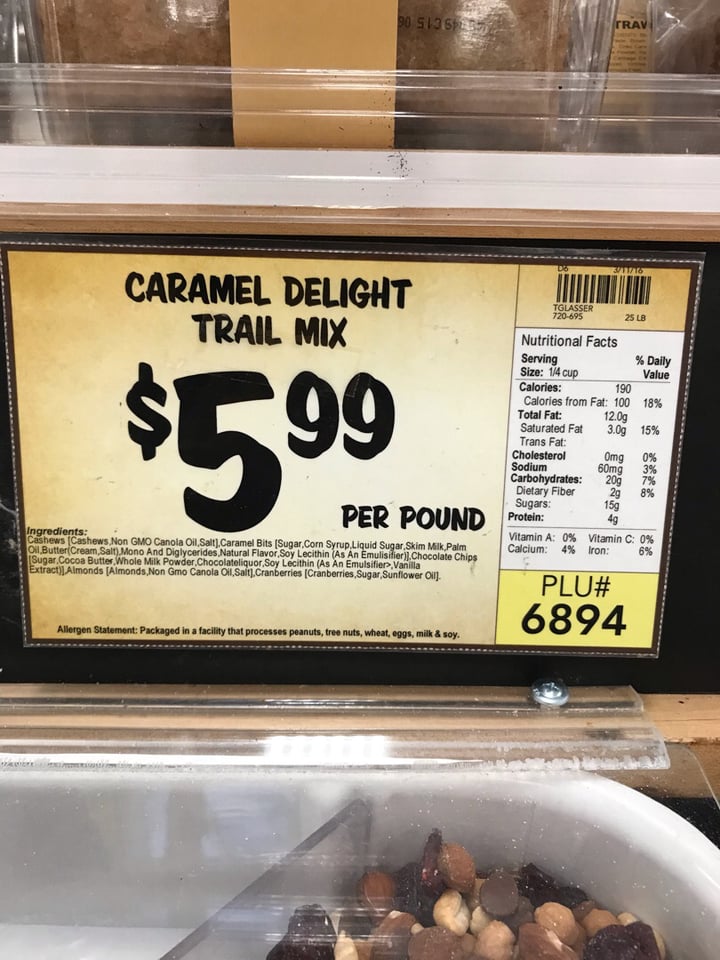 TRAW
CARAMEL DELIGHT
TRAIL MIX
$5.99
PER POUND
Ingredients:
Cashews [Cashews,Non GMO Canola Oil,Salt],Caramel Bits [Sugar,Corn Syrup,Liquid Sugar,Skim Milk,Palm
Oil,Butter(Cream,Salt),Mono And Diglycerides,Natural Flavor,Soy Lecithin (As An Emulisifier)],Chocolate Chips
[Sugar,Cocoa Butter,Whole Milk Powder,Chocolateliquor,Soy Lecithin (As An Emulsifier>,Vanilla
Extract)],Almonds [Almonds,Non Gmo Canola Oil,Salt],Cranberries [Cranberries,Sugar,Sunflower Oil].
Allergen Statement: Packaged in a facility that processes peanuts, tree nuts, wheat, eggs, milk & soy.
D6 3/11/16
TGLASSER
720-695 25 LB
Nutritional Facts
Serving % Daily
Size: 1/4 cup Value
Calories: 190
Calories from Fat: 100 18%
Total Fat: 12.0g
Saturated Fat 3.0g 15%
Trans Fat:
Cholesterol 0mg 0%
Sodium 60mg 3%
Carbohydrates: 20g 7%
Dietary Fiber 2g 8%
Sugars: 15g
Protein: 4g
Vitamin A: 0% Vitamin C: 0%
Calcium: 4% Iron: 6%
PLU#
6894